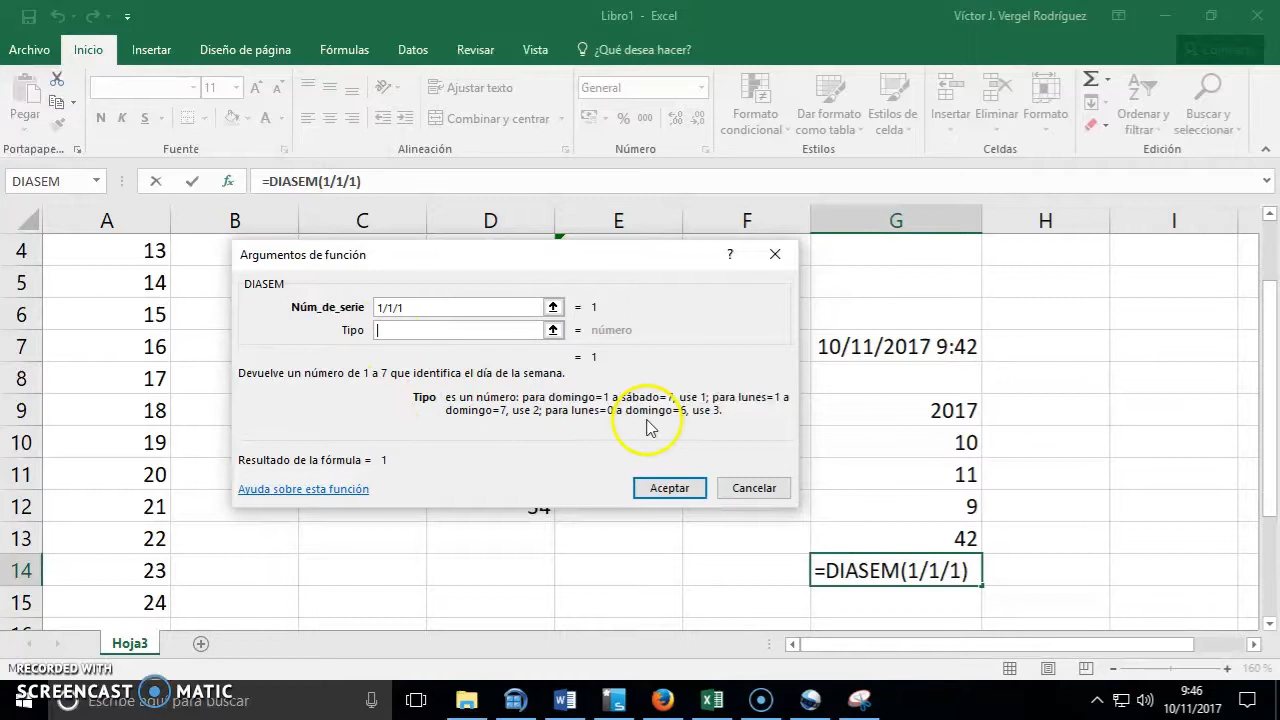 Libro1 - Excel
Víctor J. Vergel Rodríguez
Archivo Inicio Insertar Diseño de página Fórmulas Datos Revisar Vista ¿Qué desea hacer?
Pegar
11
Ajustar texto
General
N K S
Combinar y centrar
% 000
Formato condicional
Dar formato como tabla
Estilos de celda
Insertar Eliminar Formato
Ordenar y filtrar
Buscar y seleccionar
Portapape... Fuente Alineación Número Estilos Celdas Edición
DIASEM
fx
=DIASEM(1/1/1)
A B C D E F G H I
4 13
5 14
6 15
7 16 10/11/2017 9:42
8 17
9 18 2017
10 19 10
11 20 11
12 21 9
13 22 42
14 23 =DIASEM(1/1/1)
15 24
Argumentos de función ?
DIASEM
Núm_de_serie 1/1/1 = 1
Tipo = número
= 1
Devuelve un número de 1 a 7 que identifica el día de la semana.
Tipo es un número: para domingo=1 a sábado=7, use 1; para lunes=1 a
domingo=7, use 2; para lunes=0 a domingo=6, use 3.
Resultado de la fórmula = 1
Ayuda sobre esta función
Aceptar Cancelar
Hoja3
160 %
RECORDED WITH
SCREENCAST MATIC
Escribe aquí para buscar
9:46
10/11/2017